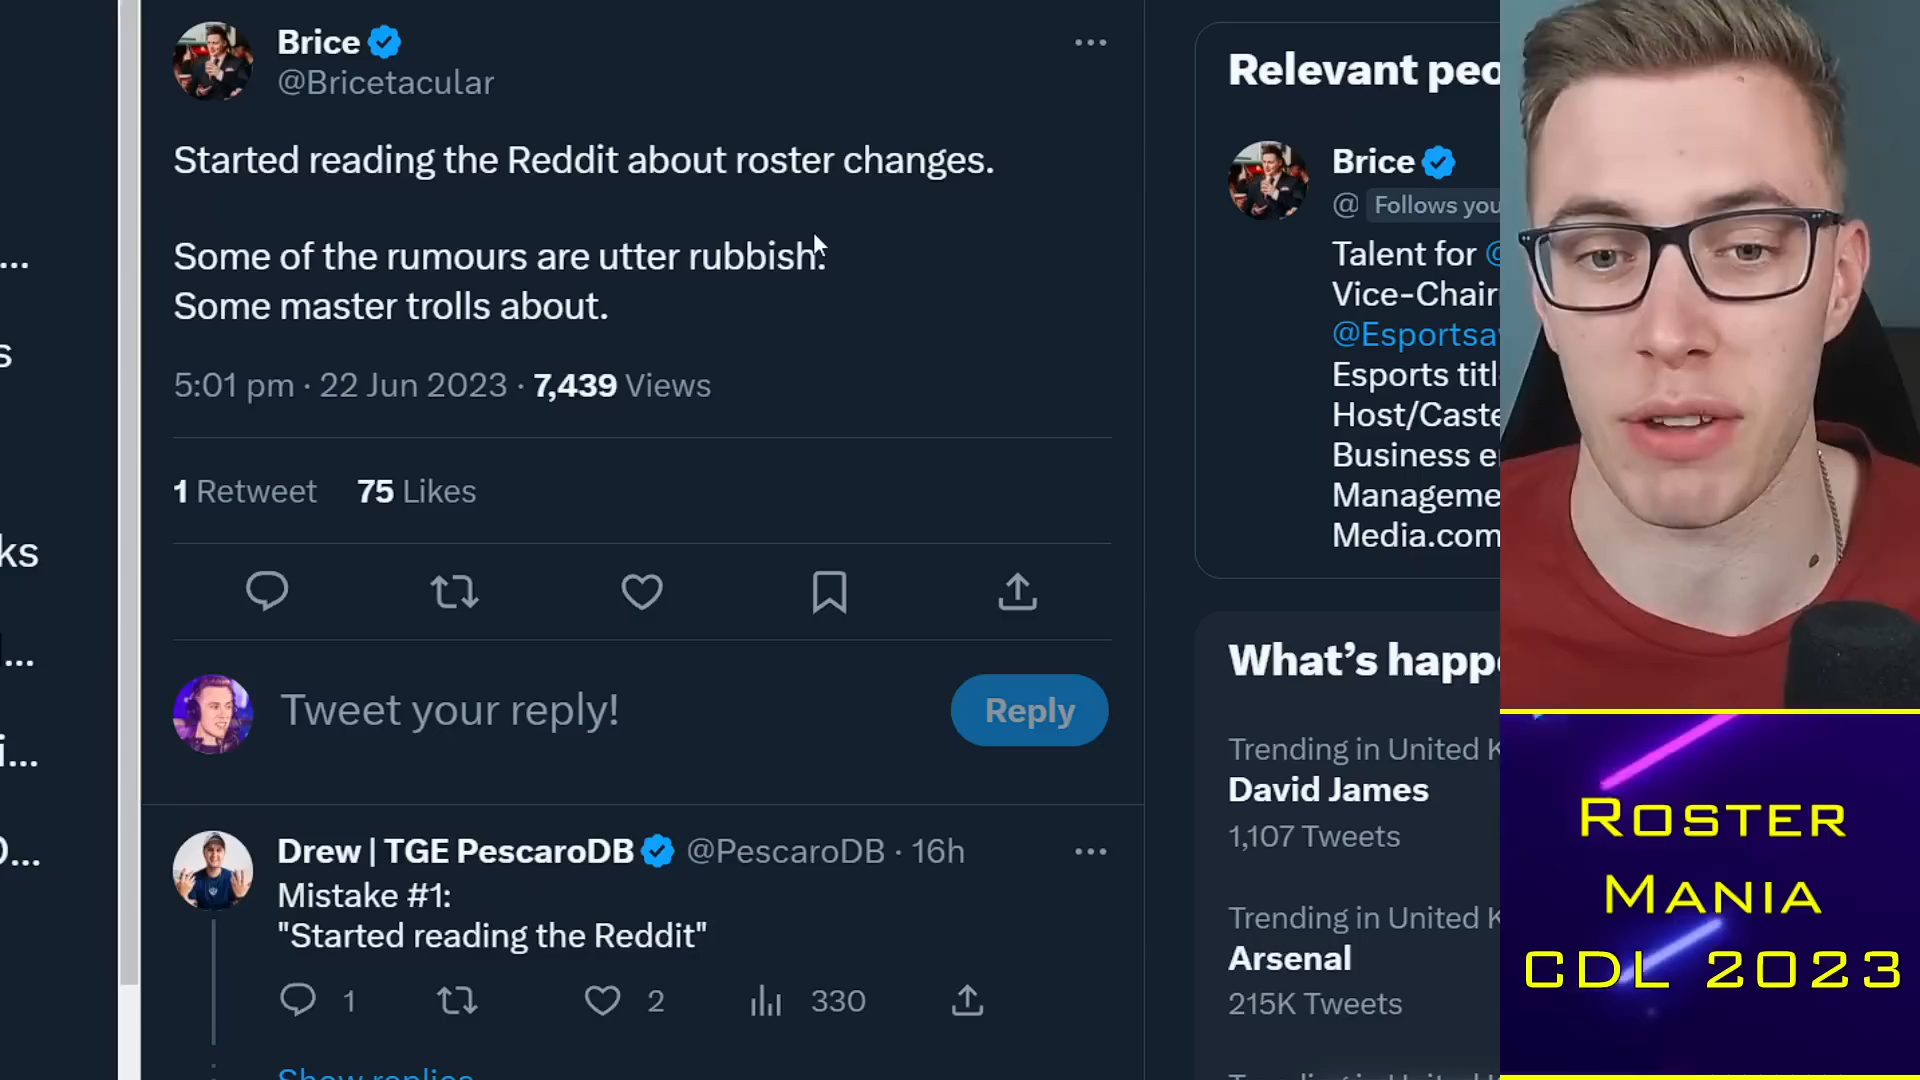 Brice
@Bricetacular
Started reading the Reddit about roster changes.
Some of the rumours are utter rubbish.
Some master trolls about.
5:01 pm · 22 Jun 2023 · 7,439 Views
1 Retweet 75 Likes
Tweet your reply!
Reply
Drew | TGE PescaroDB @PescaroDB · 16h
Mistake #1:
"Started reading the Reddit"
1 2 330
Show replies
Relevant peo
Brice
@ Follows you
Talent for @
Vice-Chair
@Esportsa
Esports titl
Host/Caste
Business e
Manageme
Media.com
What's happe
Trending in United K
David James
1,107 Tweets
Trending in United K
Arsenal
215K Tweets
Roster
Mania
CDL 2023
...
s
ks
...
i...
...